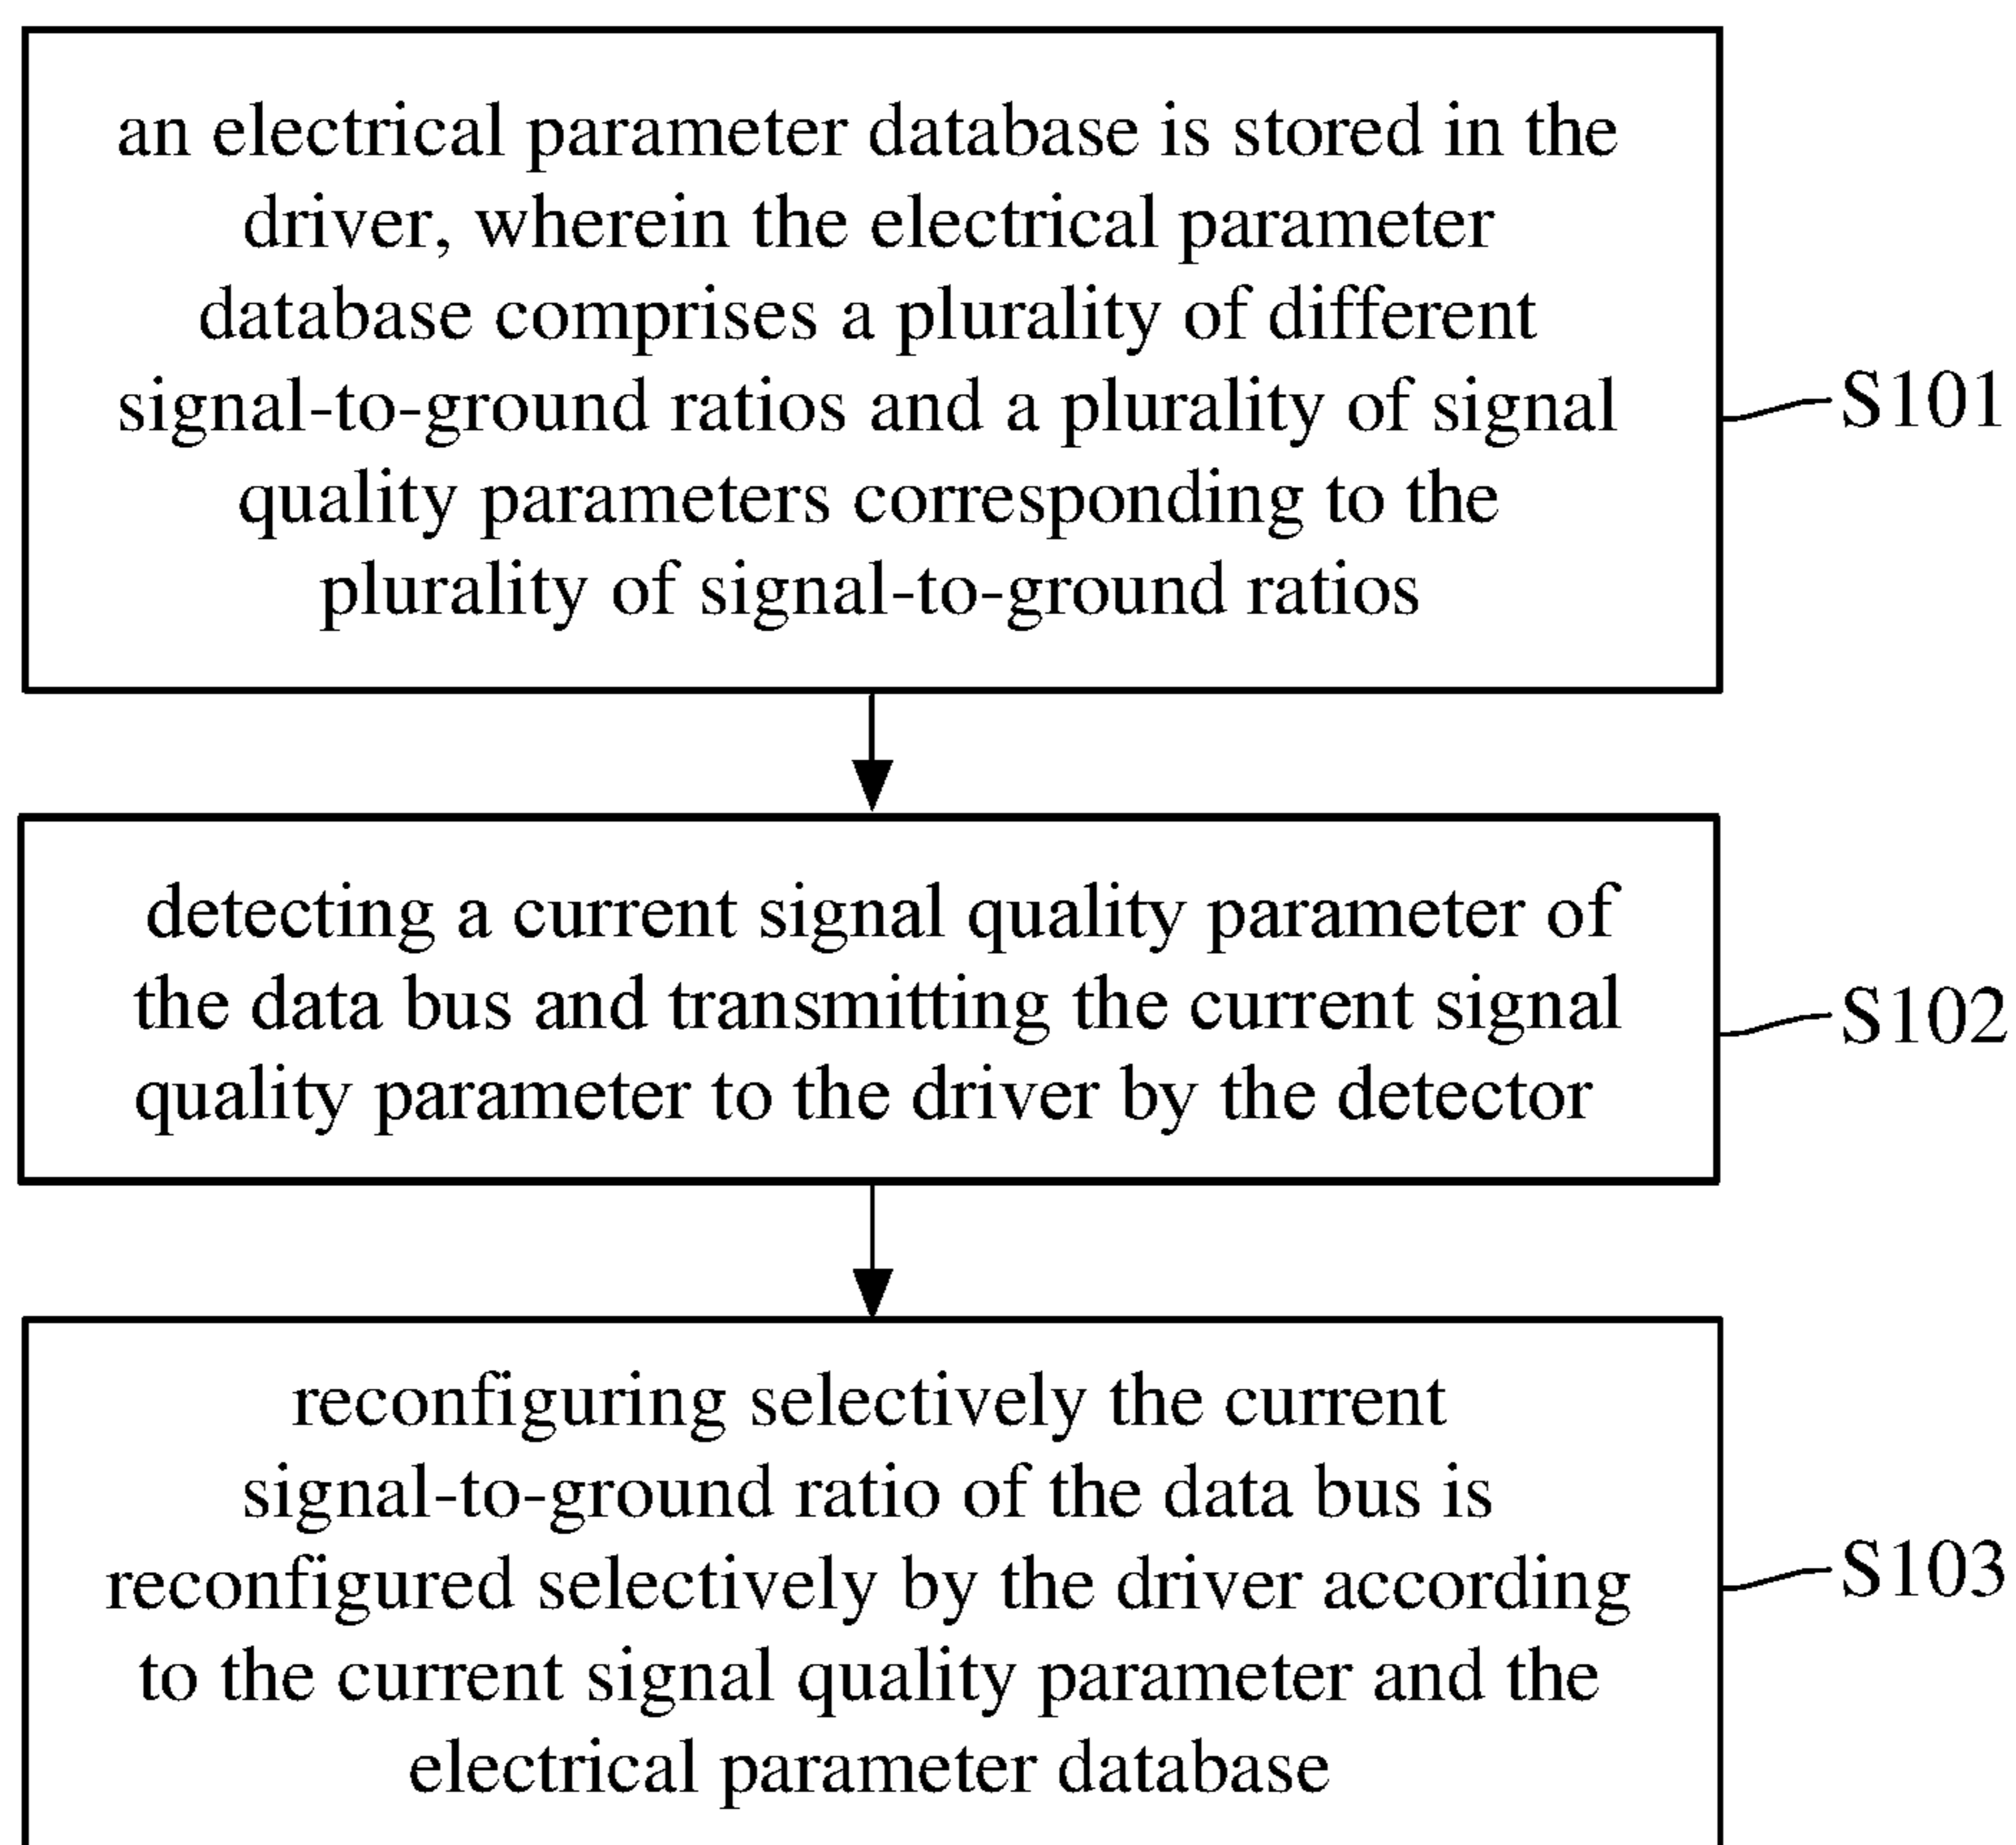 an electrical parameter database is stored in the
driver, wherein the electrical parameter
database comprises a plurality of different
signal-to-ground ratios and a plurality of signal
quality parameters corresponding to the
plurality of signal-to-ground ratios
S101
detecting a current signal quality parameter of
the data bus and transmitting the current signal
quality parameter to the driver by the detector
S102
reconfiguring selectively the current
signal-to-ground ratio of the data bus is
reconfigured selectively by the driver according
to the current signal quality parameter and the
electrical parameter database
S103